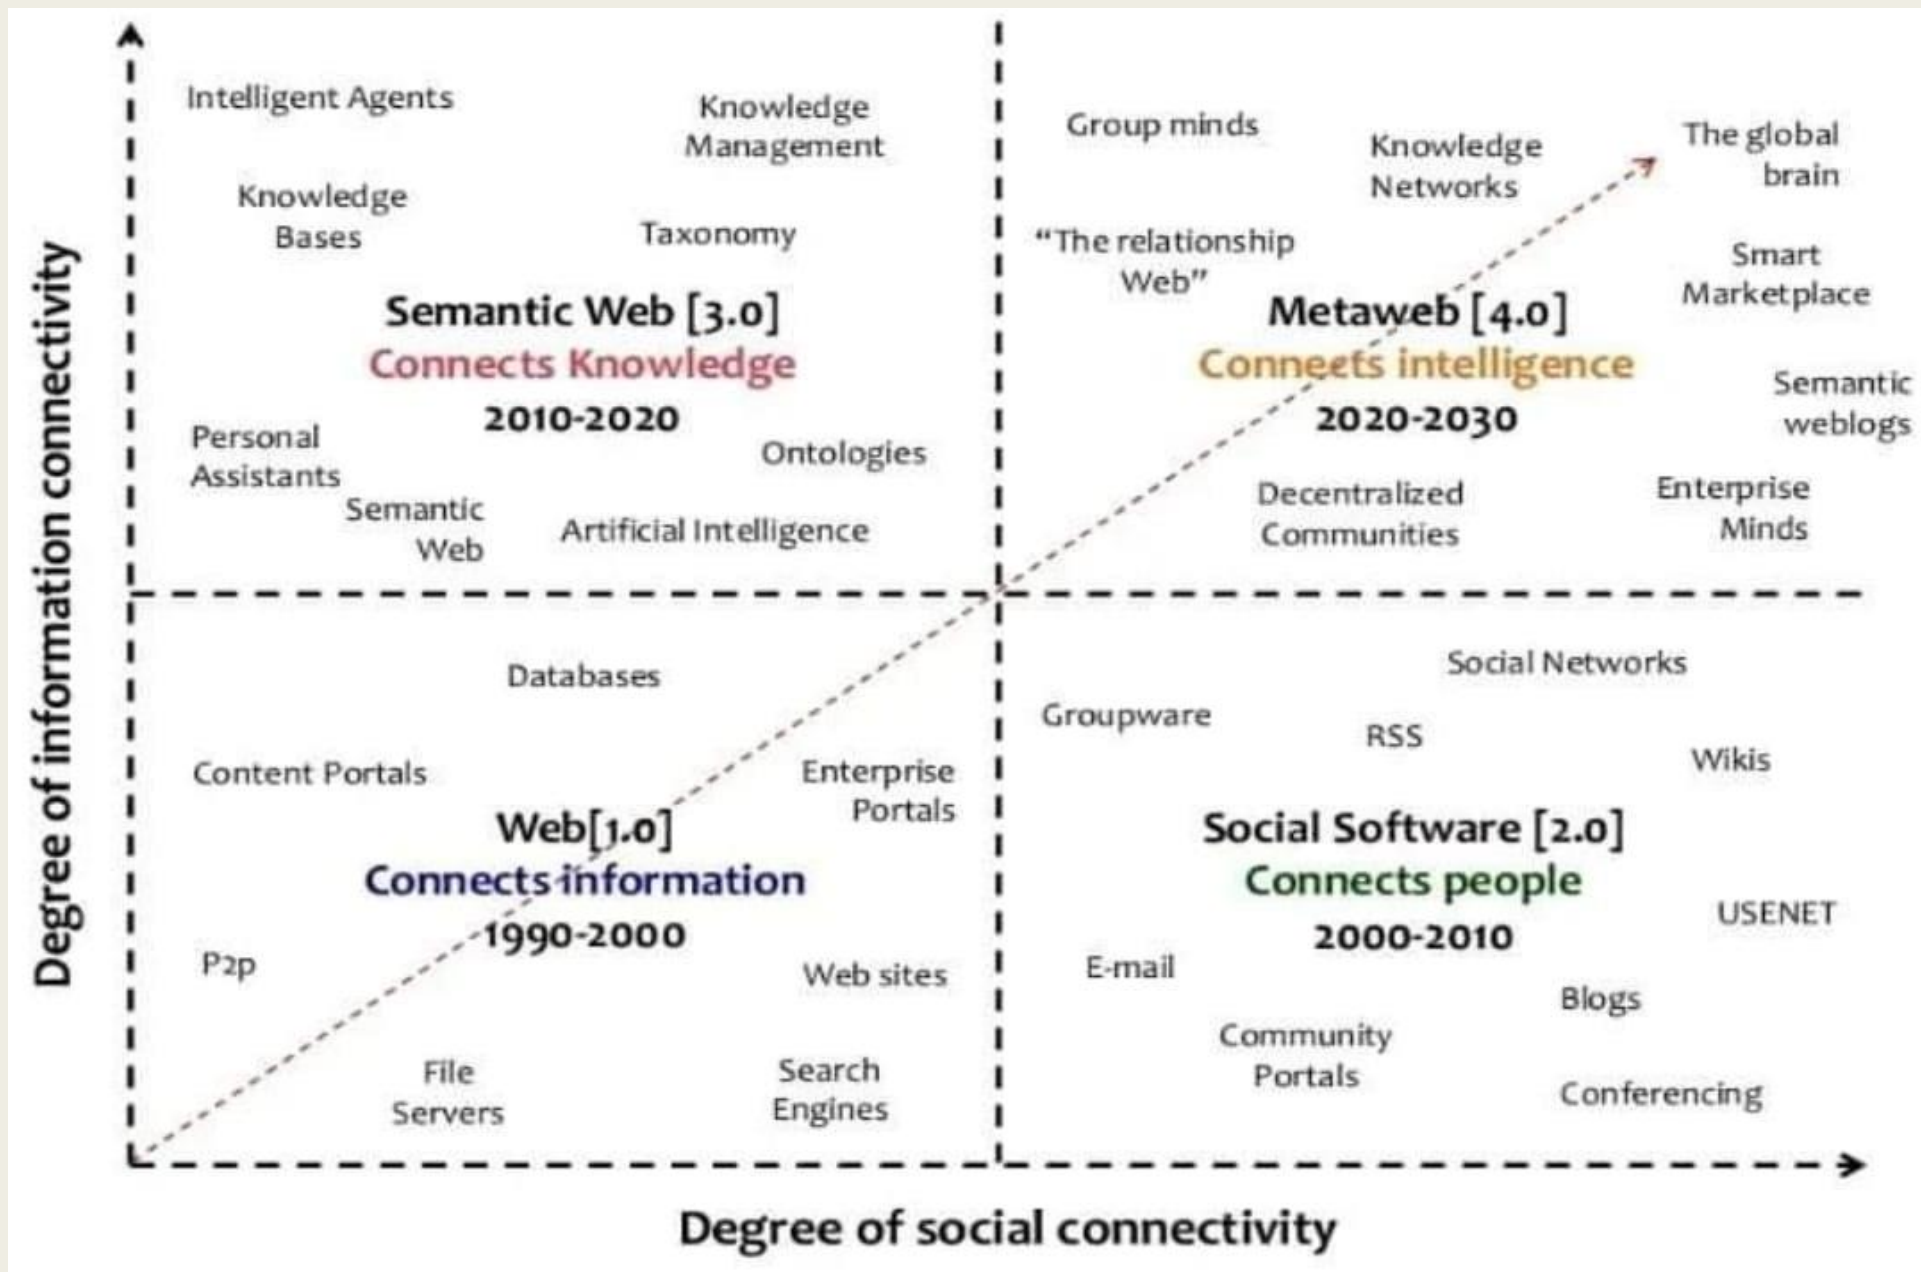 Degree of information connectivity
Intelligent Agents
Knowledge
Management
Knowledge
Bases
Taxonomy
Semantic Web [3.0]
Connects Knowledge
2010-2020
Personal
Assistants
Ontologies
Semantic
Web
Artificial Intelligence
Group minds
Knowledge
Networks
The global
brain
“The relationship
Web”
Smart
Marketplace
Metaweb [4.0]
Connects intelligence
2020-2030
Semantic
weblogs
Decentralized
Communities
Enterprise
Minds
Databases
Content Portals
Enterprise
Portals
Web[1.0]
Connects information
1990-2000
P2p
Web sites
File
Servers
Search
Engines
Social Networks
Groupware
RSS
Wikis
Social Software [2.0]
Connects people
2000-2010
USENET
E-mail
Blogs
Community
Portals
Conferencing
Degree of social connectivity